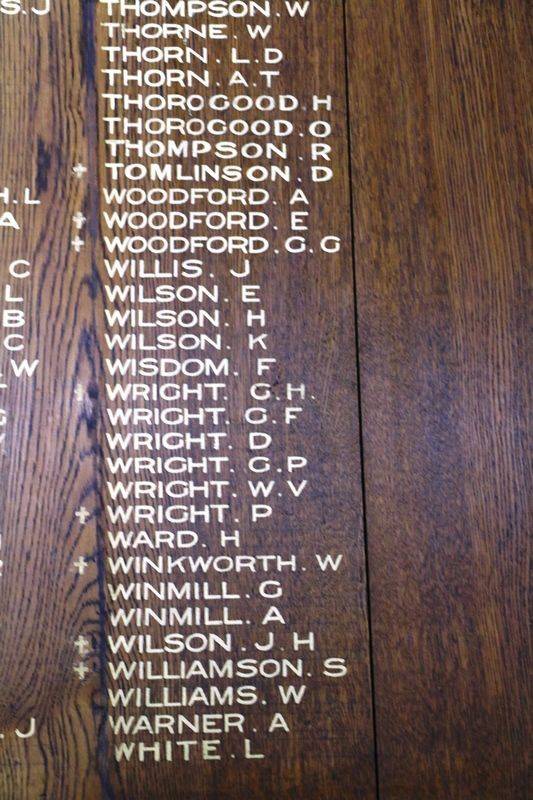 S.J THOMPSON.W
THORNE.W
THORN.L.D
THORN.A.T
THOROGOOD.H
THOROGOOD.O
THOMPSON.R
✝ TOMLINSON.D
H.L WOODFORD.A
A ✝ WOODFORD.E
✝ WOODFORD.G.G
C WILLIS.J
L WILSON.E
B WILSON.H
C WILSON.K
.W WISDOM.F
✝ WRIGHT.G.H.
WRIGHT.G.F
WRIGHT.D
WRIGHT.G.P
WRIGHT.W.V
✝ WRIGHT.P
WARD.H
✝ WINKWORTH.W
WINMILL.G
WINMILL.A
✝ WILSON.J.H
✝ WILLIAMSON.S
WILLIAMS.W
.J WARNER.A
WHITE.L